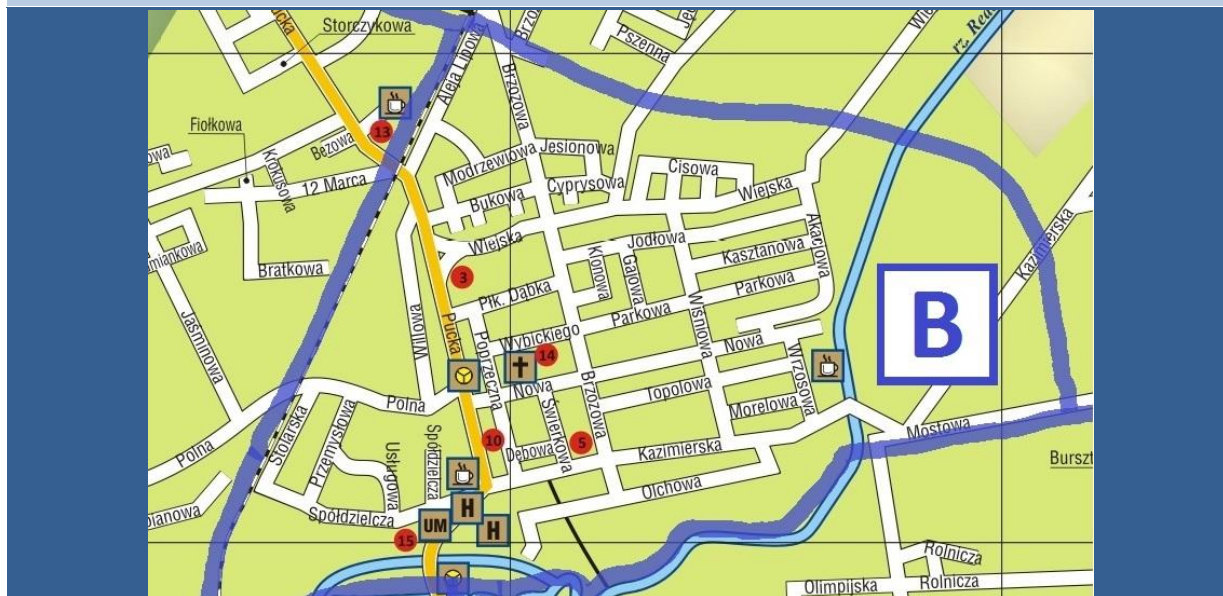 Pucka
Storczykowa
Aleja Lipowa
Brzozowa
Pszenna
rz. Reda
Fiołkowa
13
Bezowa
Krokusowa
12 Marca
Modrzewiowa
Jesionowa
Cyprysowa
Bukowa
Cisowa
Wiejska
Wiejska
Jodłowa
Kasztanowa
Akacjowa
Kazimierska
Bratkowa
Jaśminowa
3
Płk. Dąbka
Klonowa
Gajowa
Parkowa
Parkowa
Wiśniowa
B
Willowa
Pucka
Poprzeczna
Wybickiego
14
Nowa
Nowa
Wrzosowa
Topolowa
Morelowa
Polna
Polna
Stolarska
Przemysłowa
Usługowa
Spółdzielcza
10
Dębowa
Świerkowa
5
Brzozowa
Kazimierska
Mostowa
Burszt
Olchowa
Spółdzielcza
UM
H
H
15
Rolnicza
Olimpijska
Rolnicza